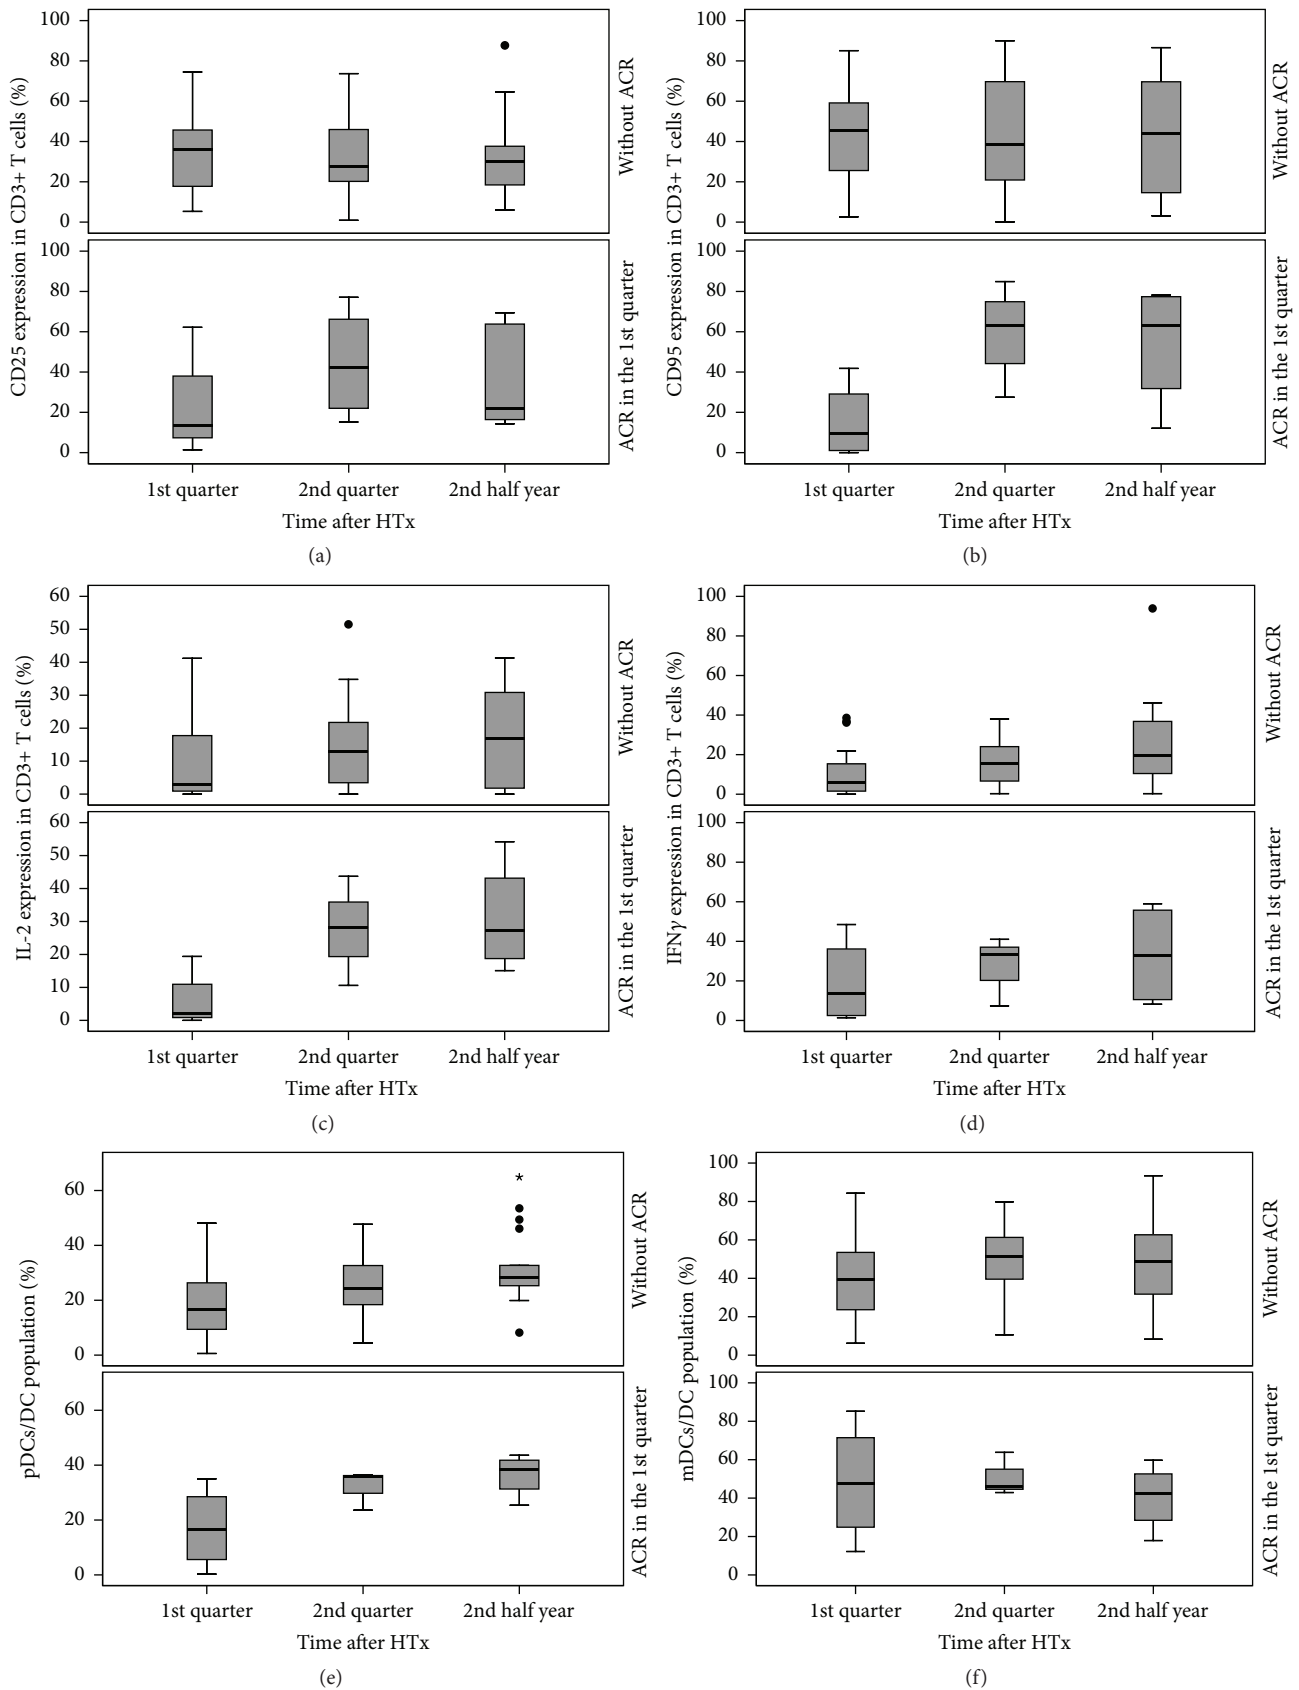 CD25 expression in CD3+ T cells (%)
100
80
60
40
20
0
Without ACR
100
80
60
40
20
0
ACR in the 1st quarter
1st quarter 2nd quarter 2nd half year
Time after HTx
(a)
CD95 expression in CD3+ T cells (%)
100
80
60
40
20
0
Without ACR
100
80
60
40
20
0
ACR in the 1st quarter
1st quarter 2nd quarter 2nd half year
Time after HTx
(b)
IL-2 expression in CD3+ T cells (%)
60
50
40
30
20
10
0
Without ACR
60
50
40
30
20
10
0
ACR in the 1st quarter
1st quarter 2nd quarter 2nd half year
Time after HTx
(c)
IFNγ expression in CD3+ T cells (%)
100
80
60
40
20
0
Without ACR
100
80
60
40
20
0
ACR in the 1st quarter
1st quarter 2nd quarter 2nd half year
Time after HTx
(d)
pDCs/DC population (%)
60
40
20
0
Without ACR
60
40
20
0
ACR in the 1st quarter
1st quarter 2nd quarter 2nd half year
Time after HTx
(e)
mDCs/DC population (%)
100
80
60
40
20
0
Without ACR
100
80
60
40
20
0
ACR in the 1st quarter
1st quarter 2nd quarter 2nd half year
Time after HTx
(f)